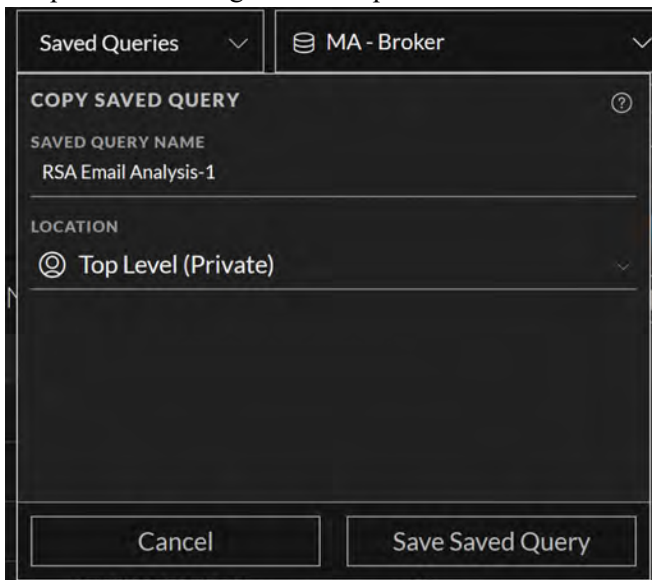 Saved Queries
MA - Broker
COPY SAVED QUERY
SAVED QUERY NAME
RSA Email Analysis-1
LOCATION
Top Level (Private)
Cancel
Save Saved Query